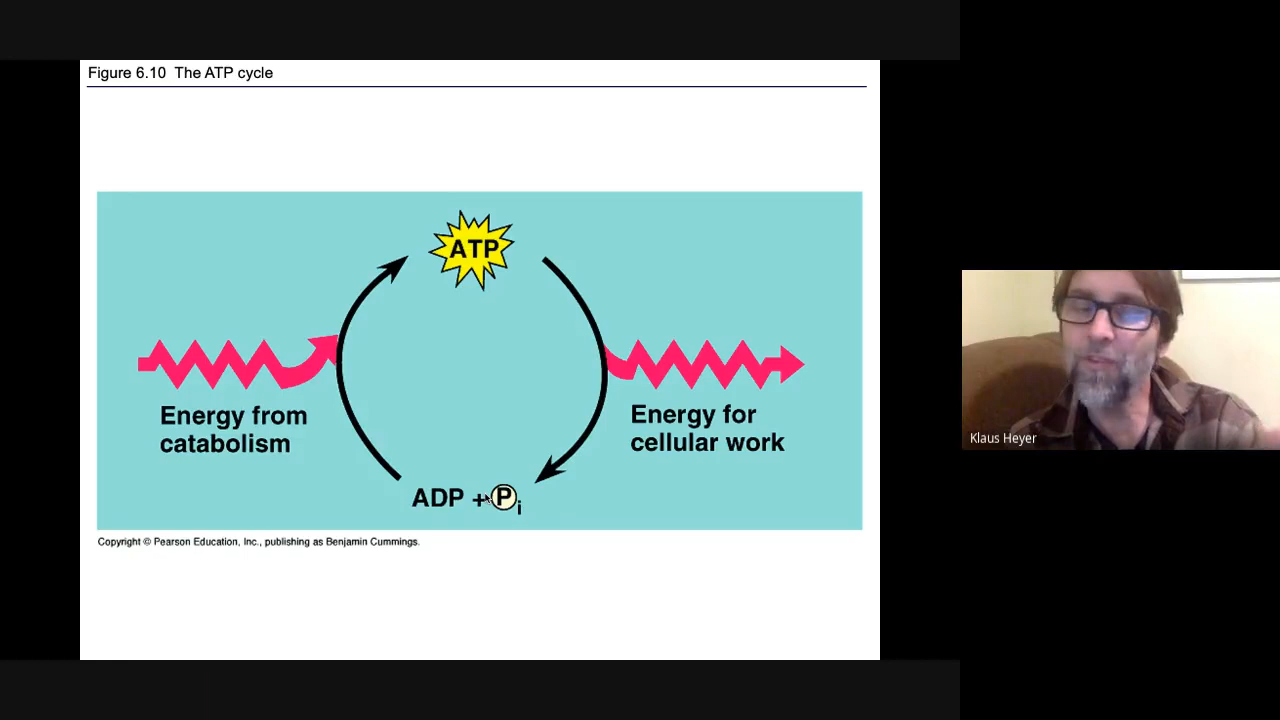 Figure 6.10 The ATP cycle
ATP
Energy from
catabolism
Energy for
cellular work
ADP + Pi
Copyright © Pearson Education, Inc., publishing as Benjamin Cummings.
Klaus Heyer